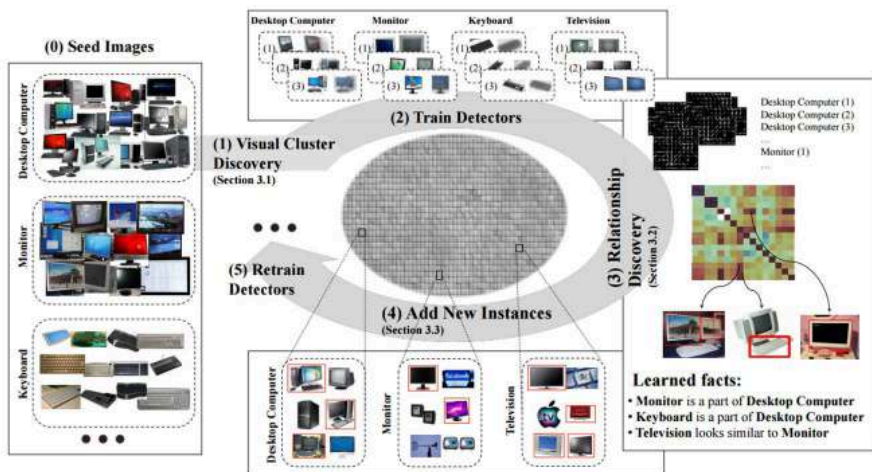 (0) Seed Images
Desktop Computer
Monitor
Keyboard
Desktop Computer
Monitor
Keyboard
Television
(1)
(2)
(3)
(1)
(2)
(3)
(1)
(2)
(3)
(1)
(2)
(3)
(1) Visual Cluster
Discovery
(Section 3.1)
(2) Train Detectors
(3) Relationship
Discovery
(Section 3.2)
(4) Add New Instances
(Section 3.3)
(5) Retrain
Detectors
Desktop Computer
Monitor
Television
Desktop Computer (1)
Desktop Computer (2)
Desktop Computer (3)
...
Monitor (1)
...
Learned facts:
• Monitor is a part of Desktop Computer
• Keyboard is a part of Desktop Computer
• Television looks similar to Monitor